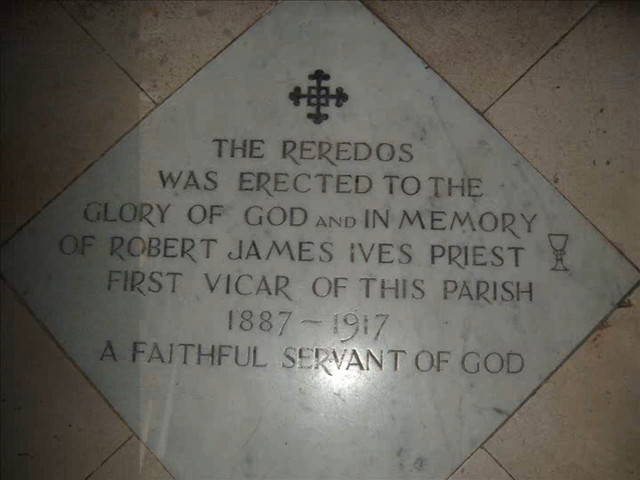 THE REREDOS
WAS ERECTED TO THE
GLORY OF GOD AND IN MEMORY
OF ROBERT JAMES IVES PRIEST
FIRST VICAR OF THIS PARISH
1887 – 1917
A FAITHFUL SERVANT OF GOD